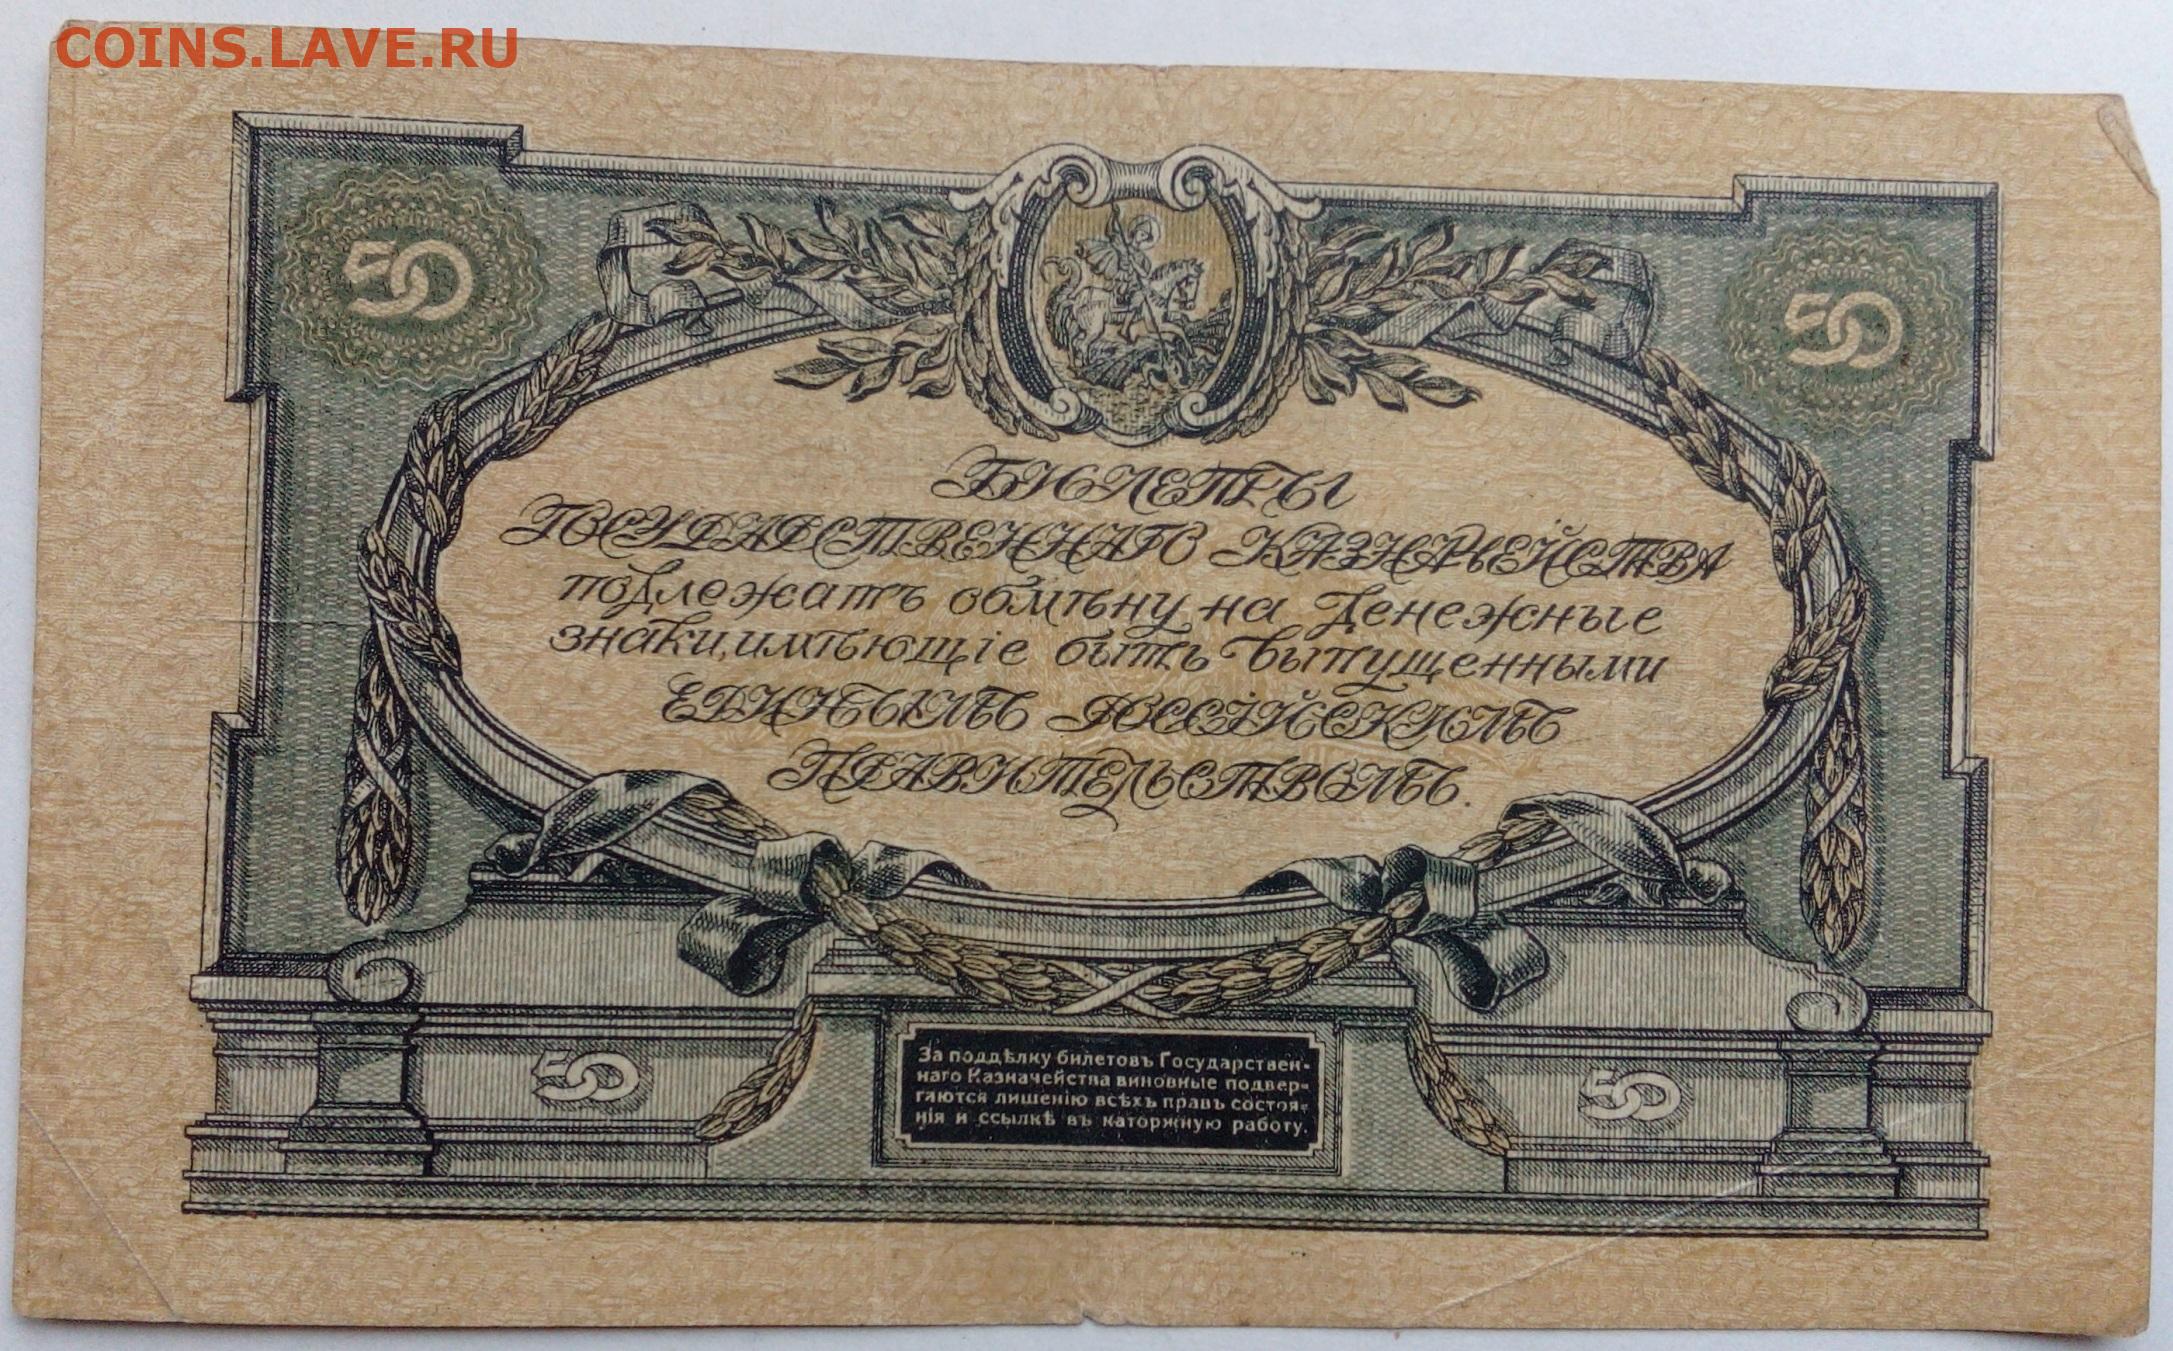 COINS.LAVE.RU
50
50
БИЛЕТЫ
ГОСУДАРСТВЕННАГО КАЗНАЧЕЙСТВА
подлежатъ обмѣну на денежные
знаки, имѣющіе быть выпущенными
ЕДИНЫМЪ РОССІЙСКИМЪ
ПРАВИТЕЛЬСТВОМЪ.
50
50
За поддѣлку билетовъ Государствен-
наго Казначейства виновные подвер-
гаются лишенію всѣхъ правъ состоя-
нія и ссылкѣ въ каторжную работу.